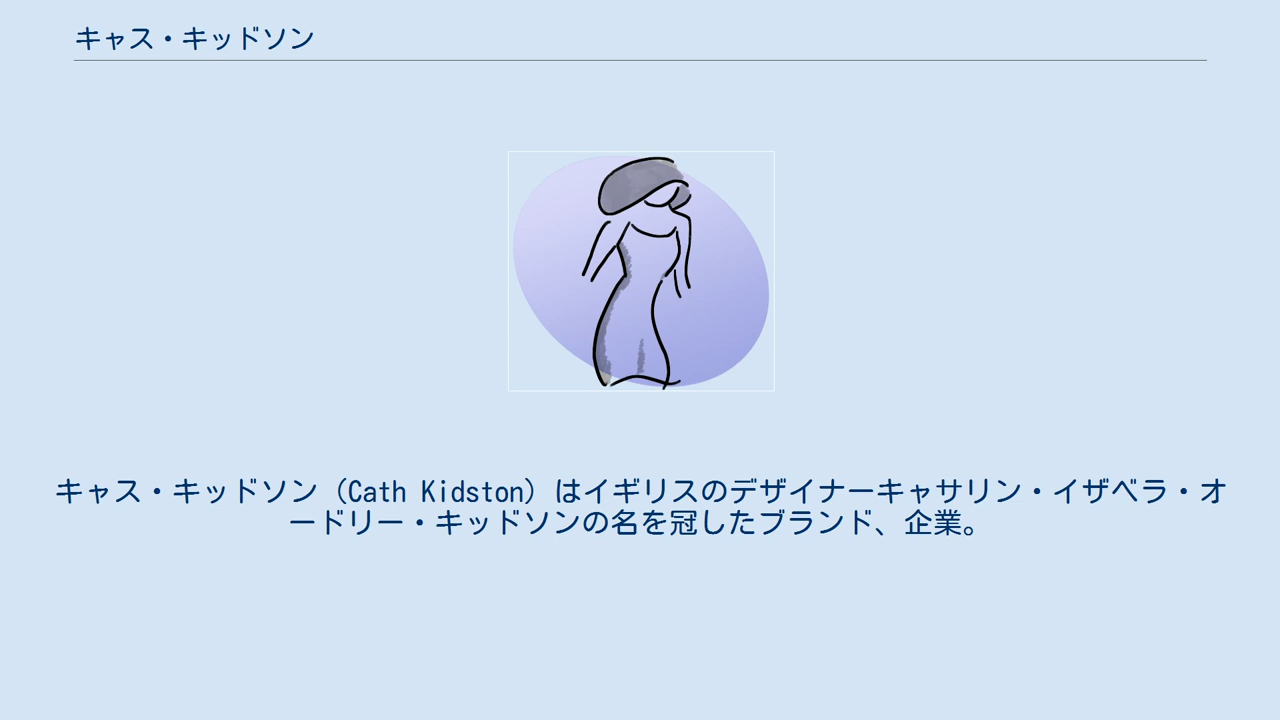 キャス・キッドソン
キャス・キッドソン（Cath Kidston）はイギリスのデザイナーキャサリン・イザベラ・オ
ードリー・キッドソンの名を冠したブランド、企業。